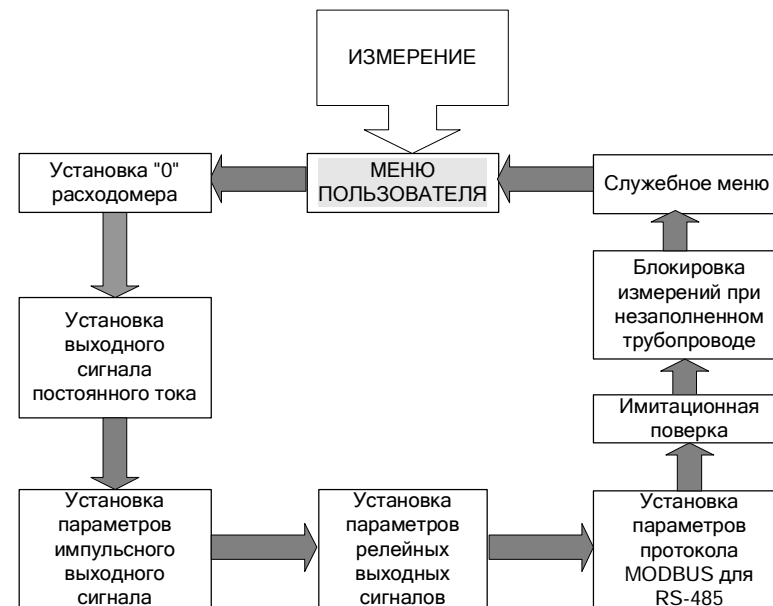 ИЗМЕРЕНИЕ
МЕНЮ
ПОЛЬЗОВАТЕЛЯ
Установка "0"
расходомера
Установка
выходного
сигнала
постоянного тока
Установка
параметров
импульсного
выходного
сигнала
Установка
параметров
релейных
выходных
сигналов
Установка
параметров
протокола
MODBUS для
RS-485
Имитационная
поверка
Блокировка
измерений при
незаполненном
трубопроводе
Служебное меню